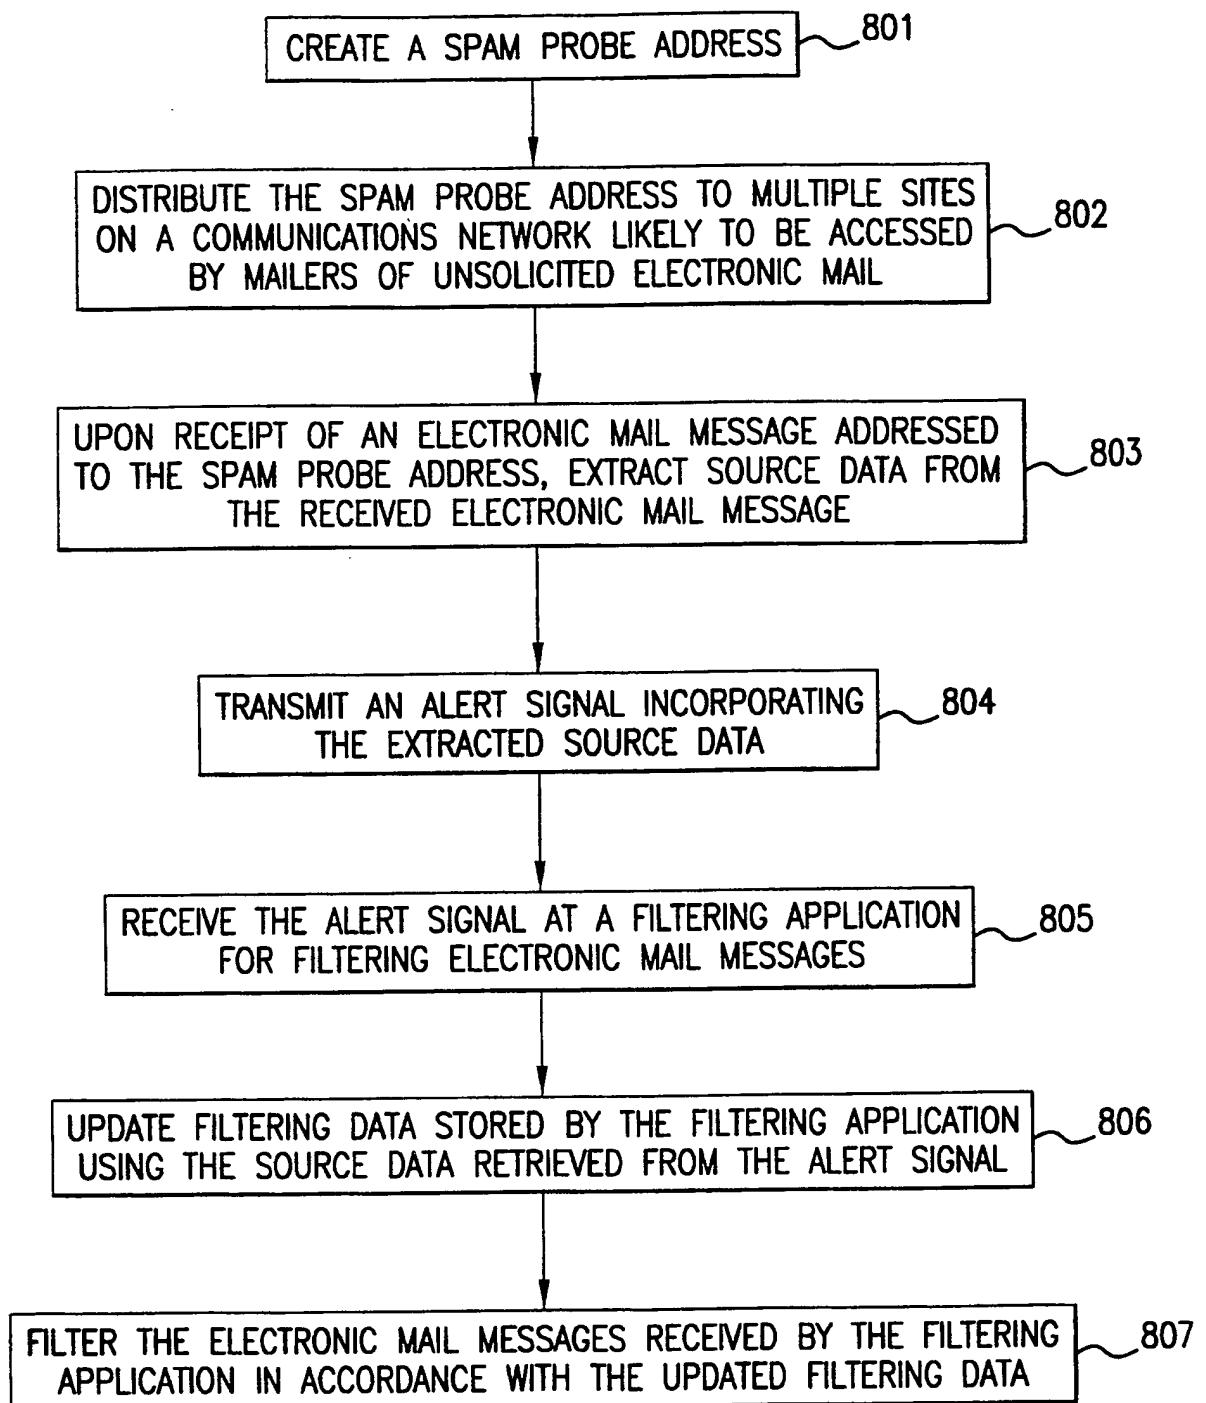 CREATE A SPAM PROBE ADDRESS
801
DISTRIBUTE THE SPAM PROBE ADDRESS TO MULTIPLE SITES
ON A COMMUNICATIONS NETWORK LIKELY TO BE ACCESSED
BY MAILERS OF UNSOLICITED ELECTRONIC MAIL
802
UPON RECEIPT OF AN ELECTRONIC MAIL MESSAGE ADDRESSED
TO THE SPAM PROBE ADDRESS, EXTRACT SOURCE DATA FROM
THE RECEIVED ELECTRONIC MAIL MESSAGE
803
TRANSMIT AN ALERT SIGNAL INCORPORATING
THE EXTRACTED SOURCE DATA
804
RECEIVE THE ALERT SIGNAL AT A FILTERING APPLICATION
FOR FILTERING ELECTRONIC MAIL MESSAGES
805
UPDATE FILTERING DATA STORED BY THE FILTERING APPLICATION
USING THE SOURCE DATA RETRIEVED FROM THE ALERT SIGNAL
806
FILTER THE ELECTRONIC MAIL MESSAGES RECEIVED BY THE FILTERING
APPLICATION IN ACCORDANCE WITH THE UPDATED FILTERING DATA
807